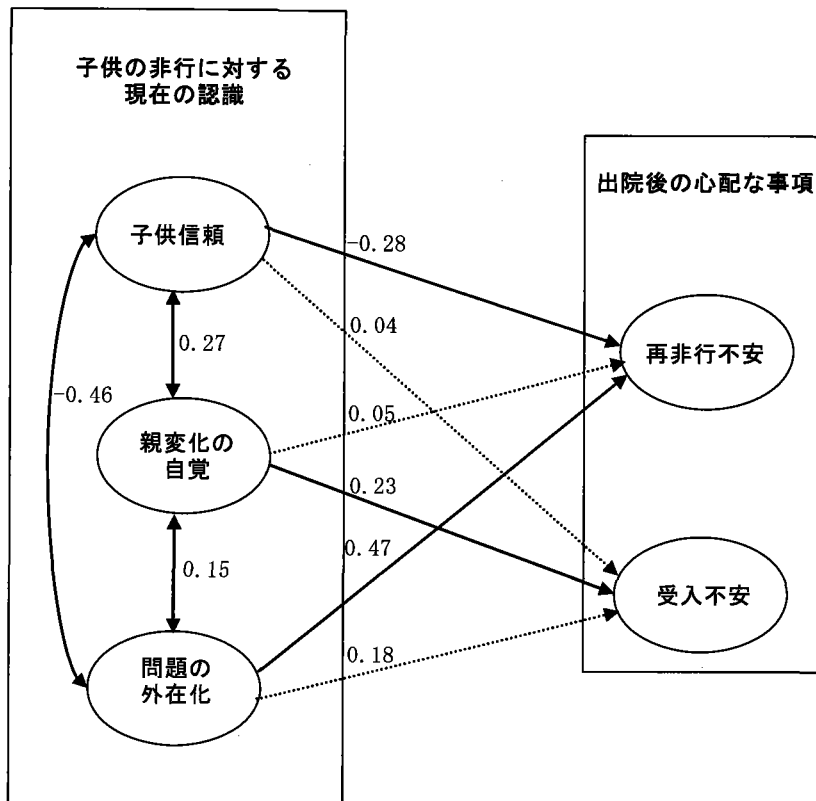 子供の非行に対する
現在の認識
出院後の心配な事項
子供信頼
-0.28
0.04
0.27
再非行不安
-0.46
0.05
親変化の
自覚
0.23
0.47
0.15
受入不安
問題の
外在化
0.18